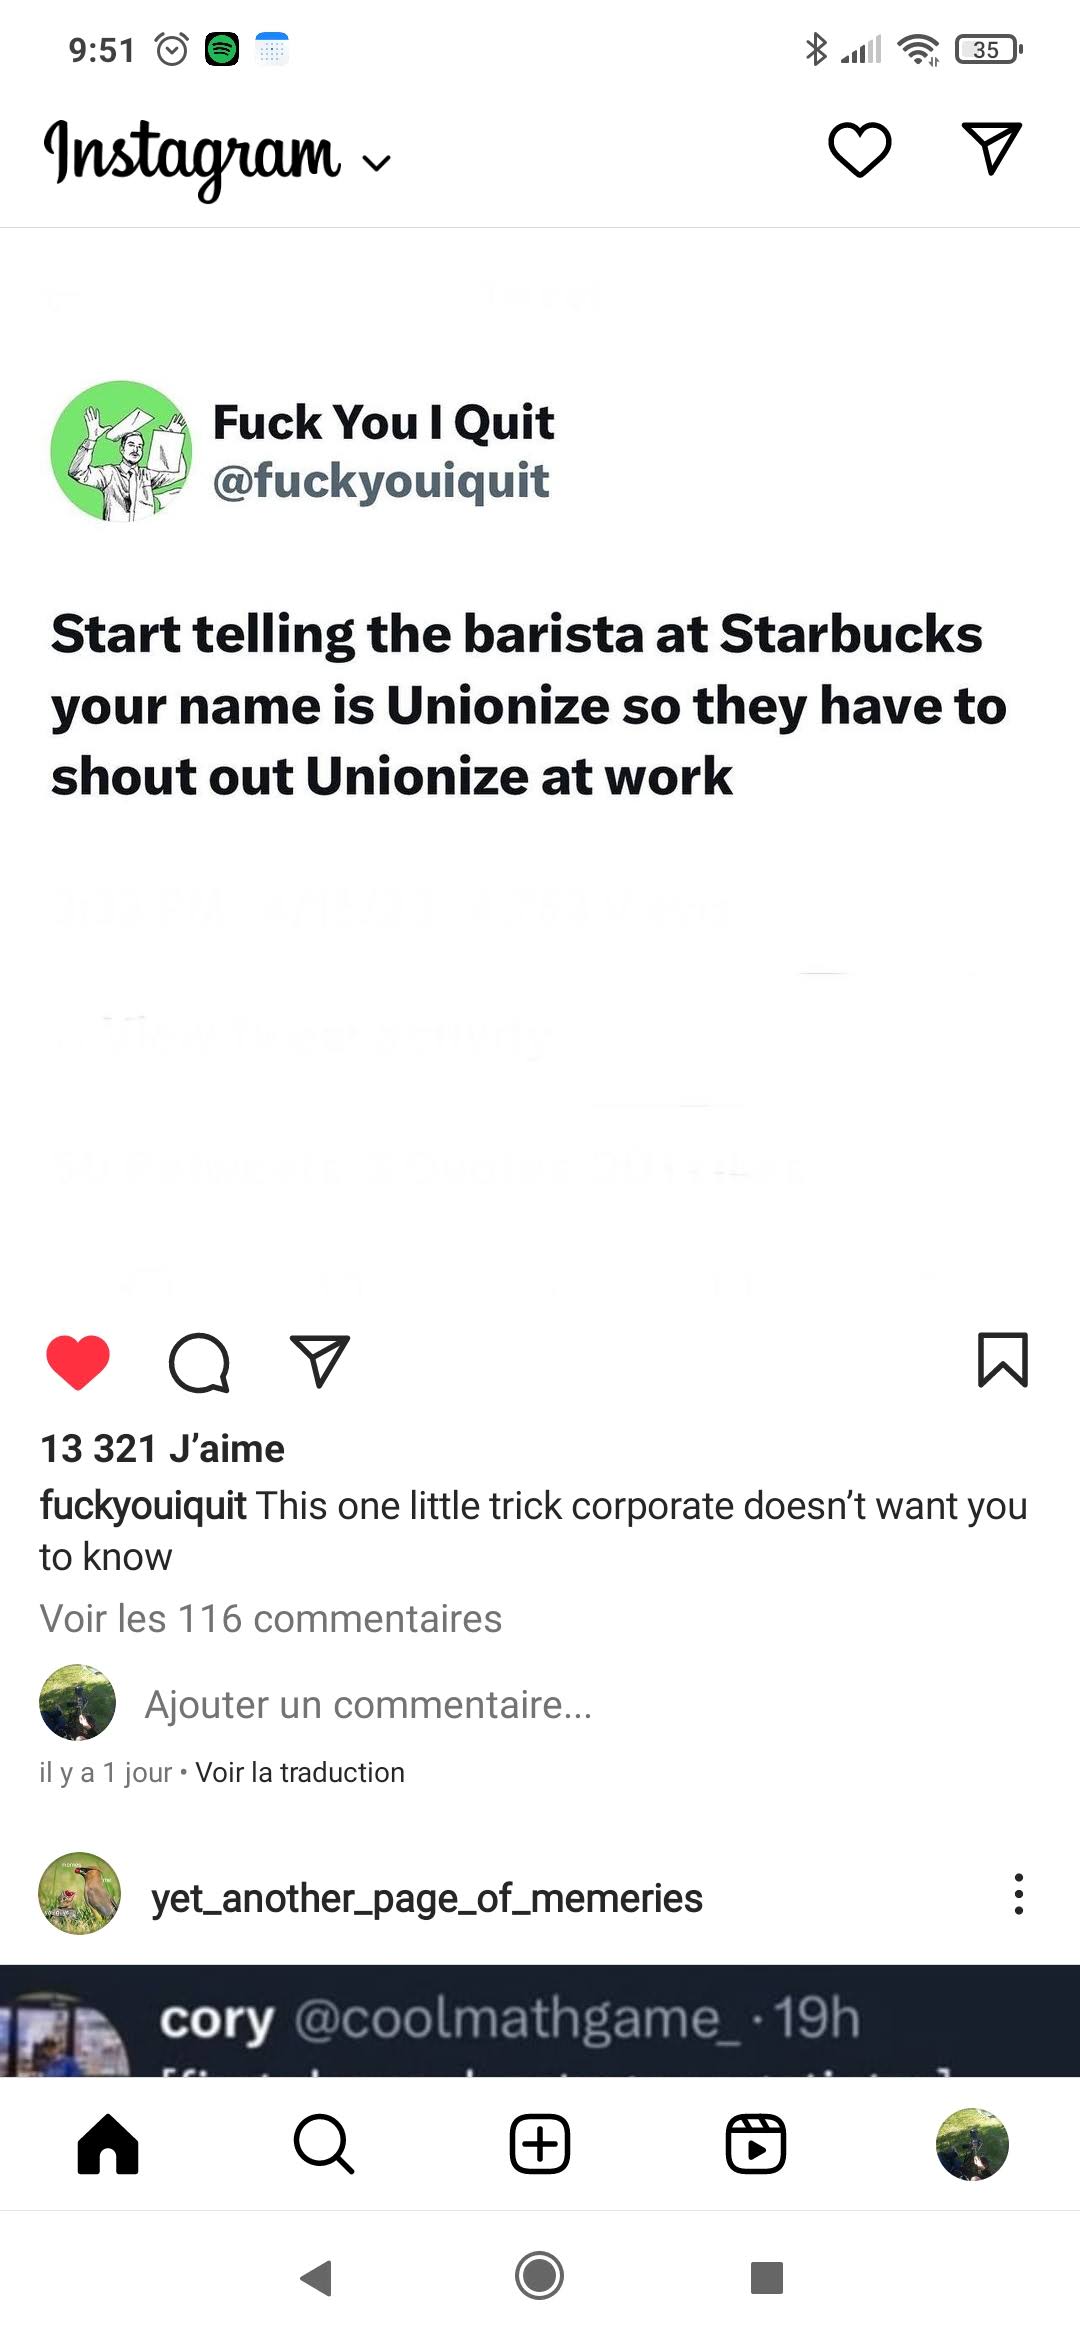 9:51
35
Instagram
Fuck You I Quit
@fuckyouiquit
Start telling the barista at Starbucks
your name is Unionize so they have to
shout out Unionize at work
13 321 J’aime
fuckyouiquit This one little trick corporate doesn’t want you
to know
Voir les 116 commentaires
Ajouter un commentaire...
il y a 1 jour • Voir la traduction
yet_another_page_of_memeries
cory @coolmathgame_ · 19h